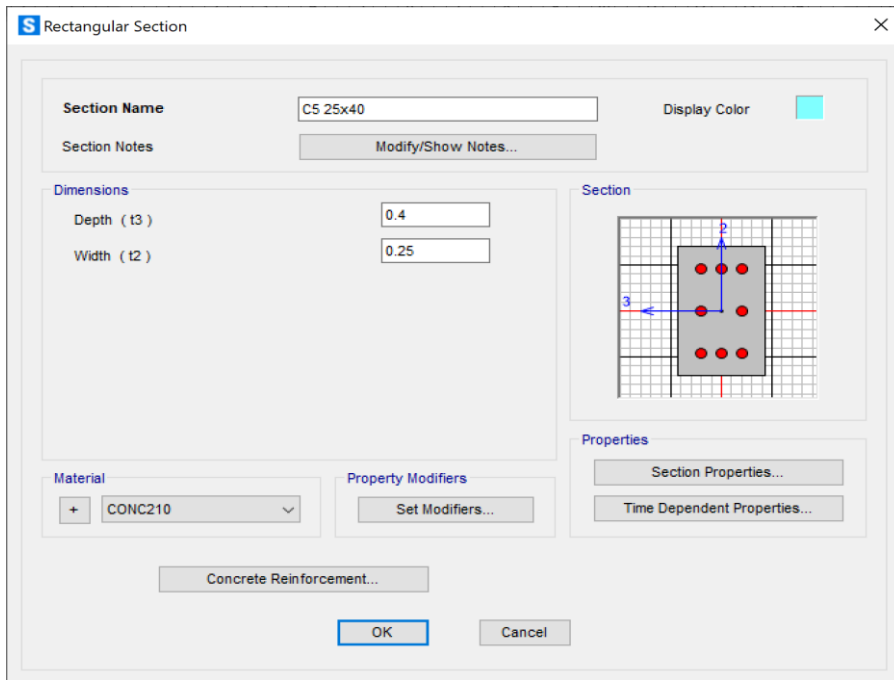 S Rectangular Section
Section Name C5 25x40 Display Color
Section Notes Modify/Show Notes...
Dimensions
Depth ( t3 ) 0.4
Width ( t2 ) 0.25
Section
2
3
Properties
Section Properties...
Time Dependent Properties...
Material
+ CONC210
Property Modifiers
Set Modifiers...
Concrete Reinforcement...
OK Cancel